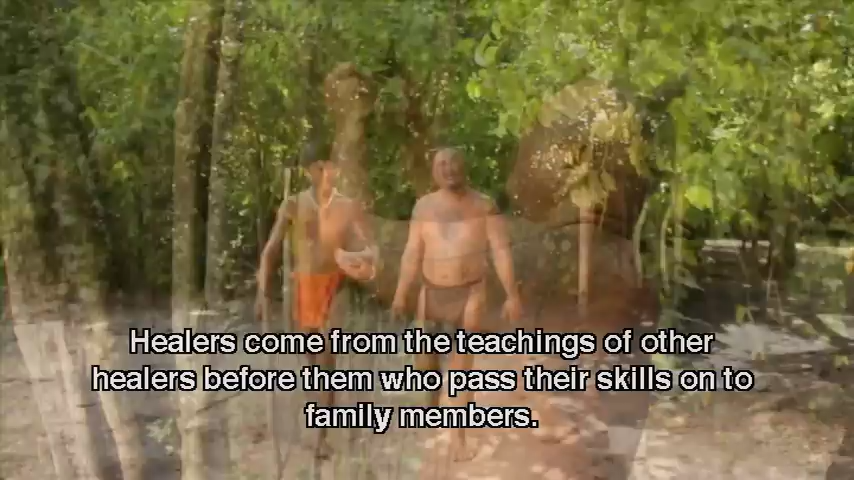 Healers come from the teachings of other
healers before them who pass their skills on to
family members.